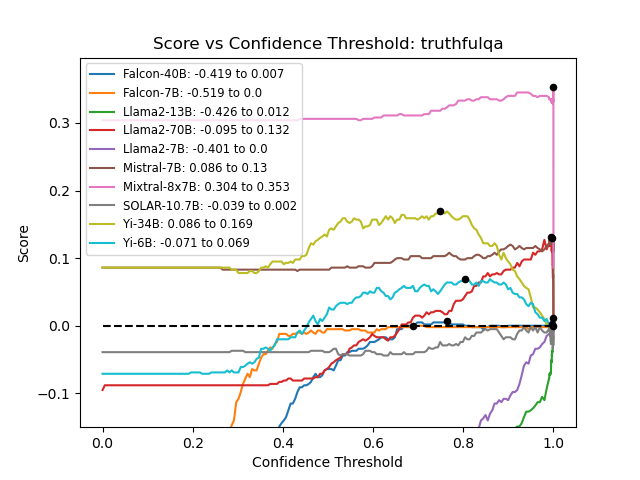 Score vs Confidence Threshold: truthfulqa
Falcon-40B: -0.419 to 0.007
Falcon-7B: -0.519 to 0.0
Llama2-13B: -0.426 to 0.012
Llama2-70B: -0.095 to 0.132
Llama2-7B: -0.401 to 0.0
Mistral-7B: 0.086 to 0.13
Mixtral-8x7B: 0.304 to 0.353
SOLAR-10.7B: -0.039 to 0.002
Yi-34B: 0.086 to 0.169
Yi-6B: -0.071 to 0.069
Score
0.3
0.2
0.1
0.0
−0.1
0.0 0.2 0.4 0.6 0.8 1.0
Confidence Threshold